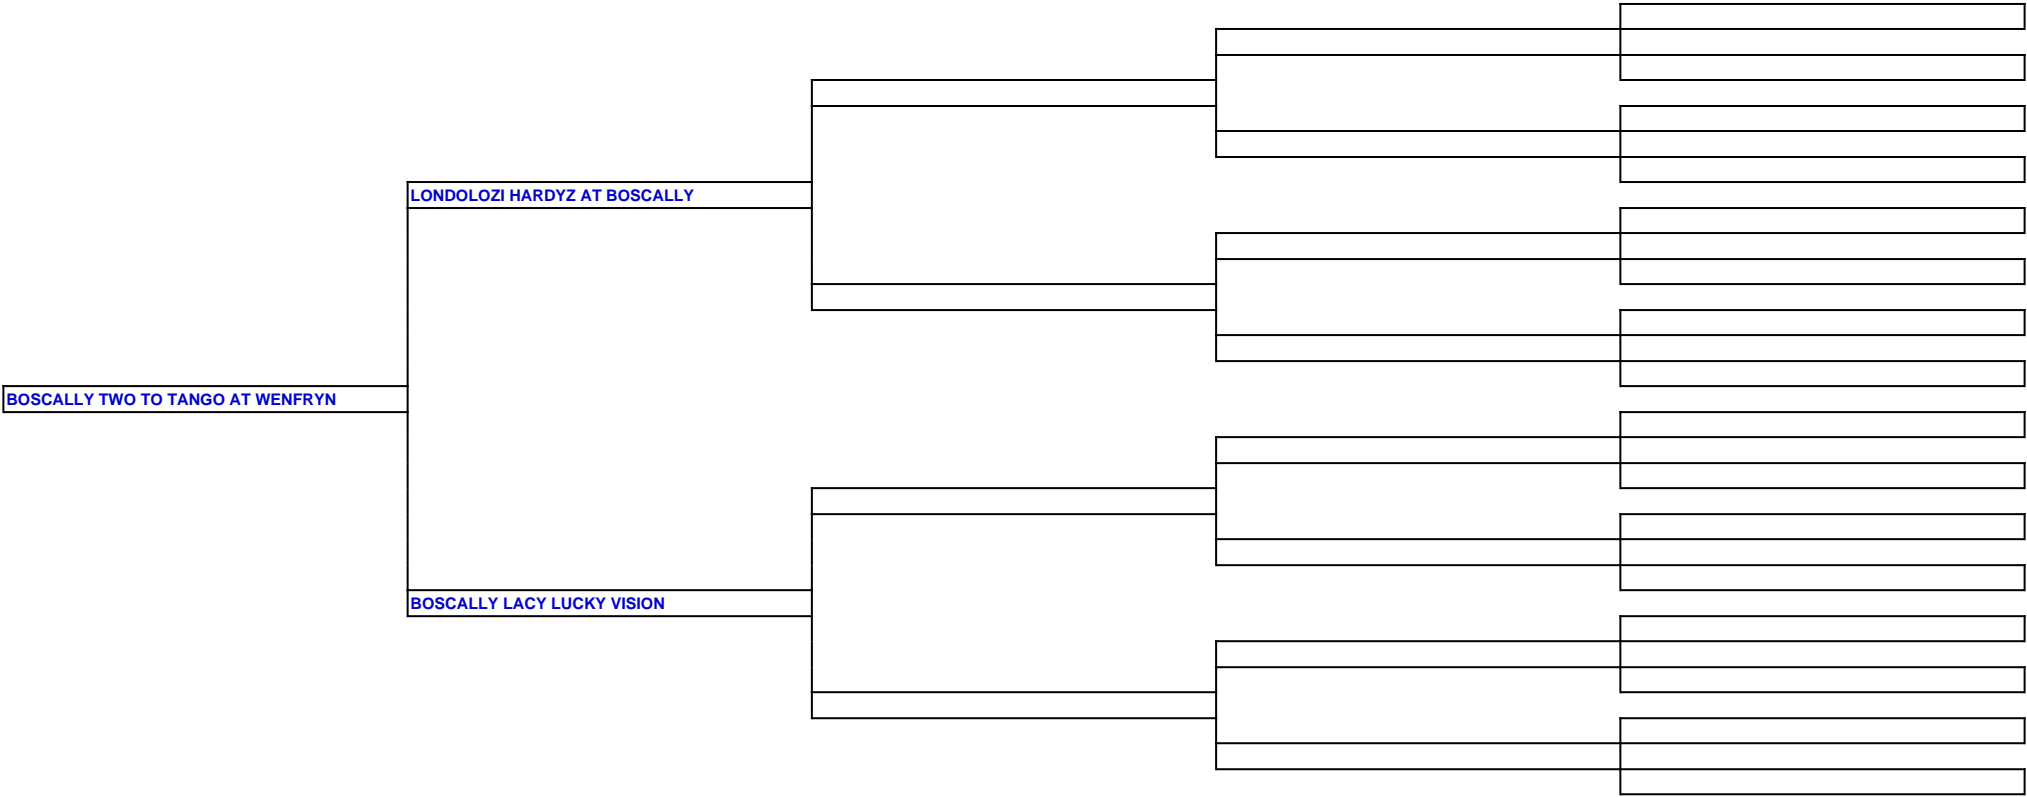 LONDOLOZI HARDYZ AT BOSCALLY
BOSCALLY TWO TO TANGO AT WENFRYN
BOSCALLY LACY LUCKY VISION